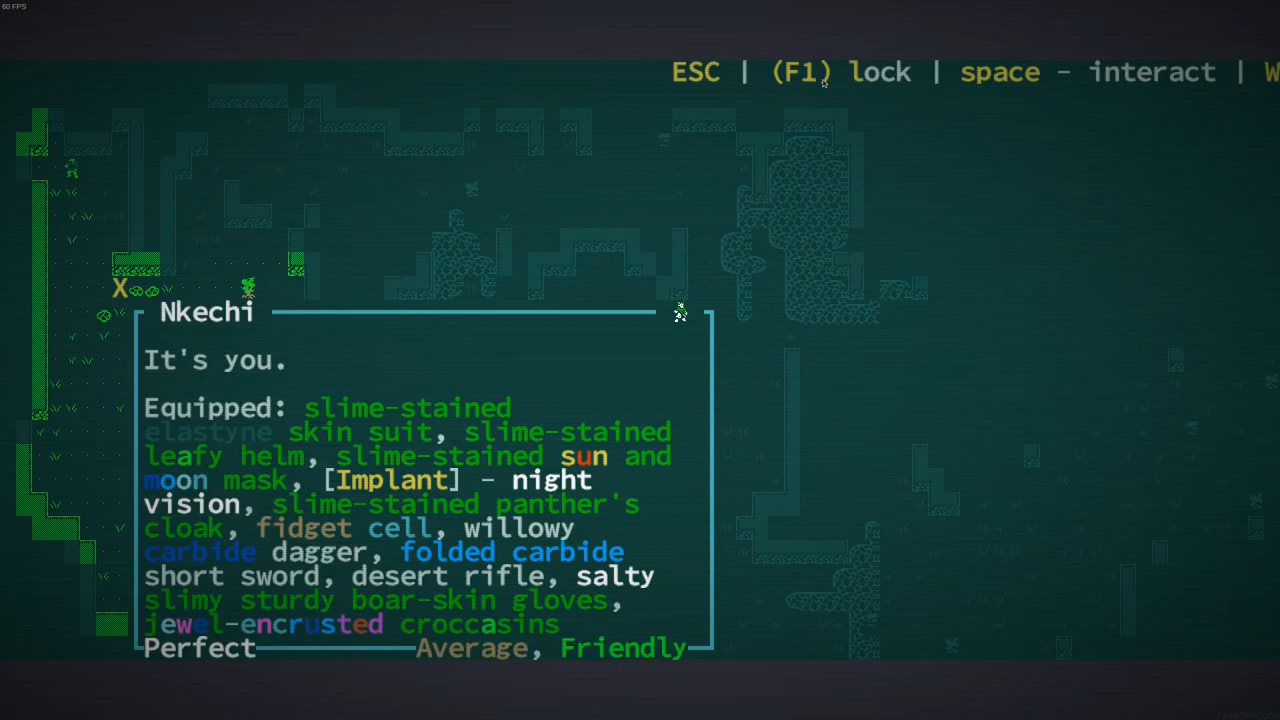 60 FPS
ESC | (F1) lock | space - interact | W
X
Nkechi
It's you.
Equipped: slime-stained
elastyne skin suit, slime-stained
leafy helm, slime-stained sun and
moon mask, [Implant] - night
vision, slime-stained panther's
cloak, fidget cell, willowy
carbide dagger, folded carbide
short sword, desert rifle, salty
slimy sturdy boar-skin gloves,
jewel-encrusted croccasins
Perfect Average, Friendly